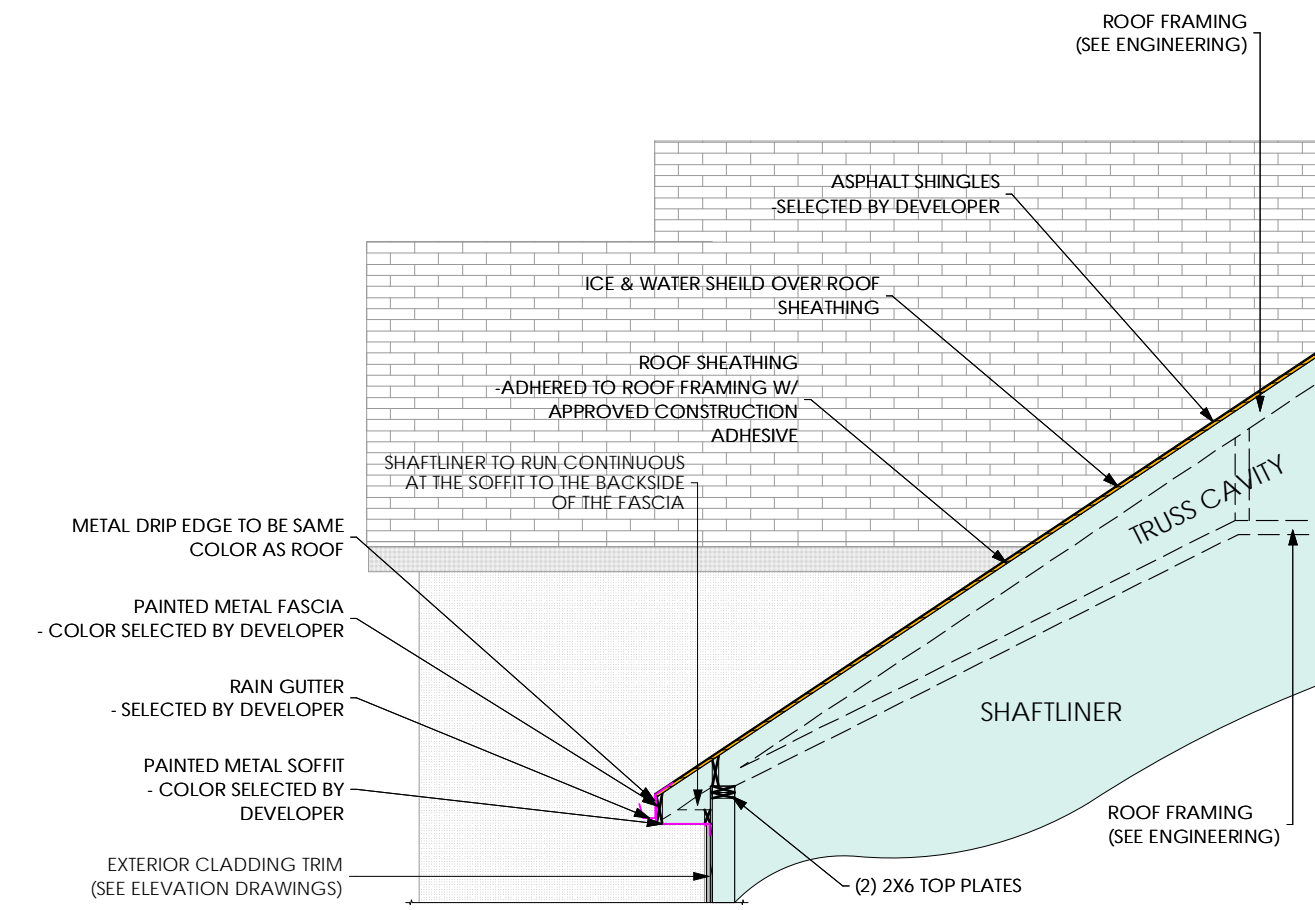 ROOF FRAMING
(SEE ENGINEERING)
ASPHALT SHINGLES
-SELECTED BY DEVELOPER
ICE & WATER SHEILD OVER ROOF
SHEATHING
ROOF SHEATHING
-ADHERED TO ROOF FRAMING W/
APPROVED CONSTRUCTION
ADHESIVE
SHAFTLINER TO RUN CONTINUOUS
AT THE SOFFIT TO THE BACKSIDE
OF THE FASCIA
TRUSS CAVITY
METAL DRIP EDGE TO BE SAME
COLOR AS ROOF
PAINTED METAL FASCIA
- COLOR SELECTED BY DEVELOPER
RAIN GUTTER
- SELECTED BY DEVELOPER
SHAFTLINER
PAINTED METAL SOFFIT
- COLOR SELECTED BY
DEVELOPER
ROOF FRAMING
(SEE ENGINEERING)
EXTERIOR CLADDING TRIM
(SEE ELEVATION DRAWINGS)
(2) 2X6 TOP PLATES